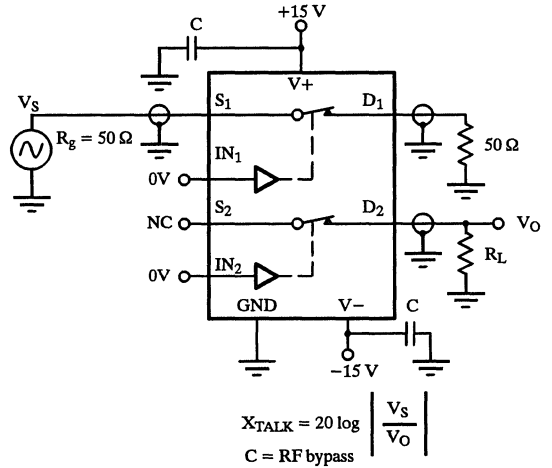 +15 V
C
V+
VS
S1
D1
Rg = 50 Ω
50 Ω
IN1
0V
S2
D2
NC
VO
IN2
0V
RL
GND
V−
C
−15 V
XTALK = 20 log | VS / VO |
C = RF bypass